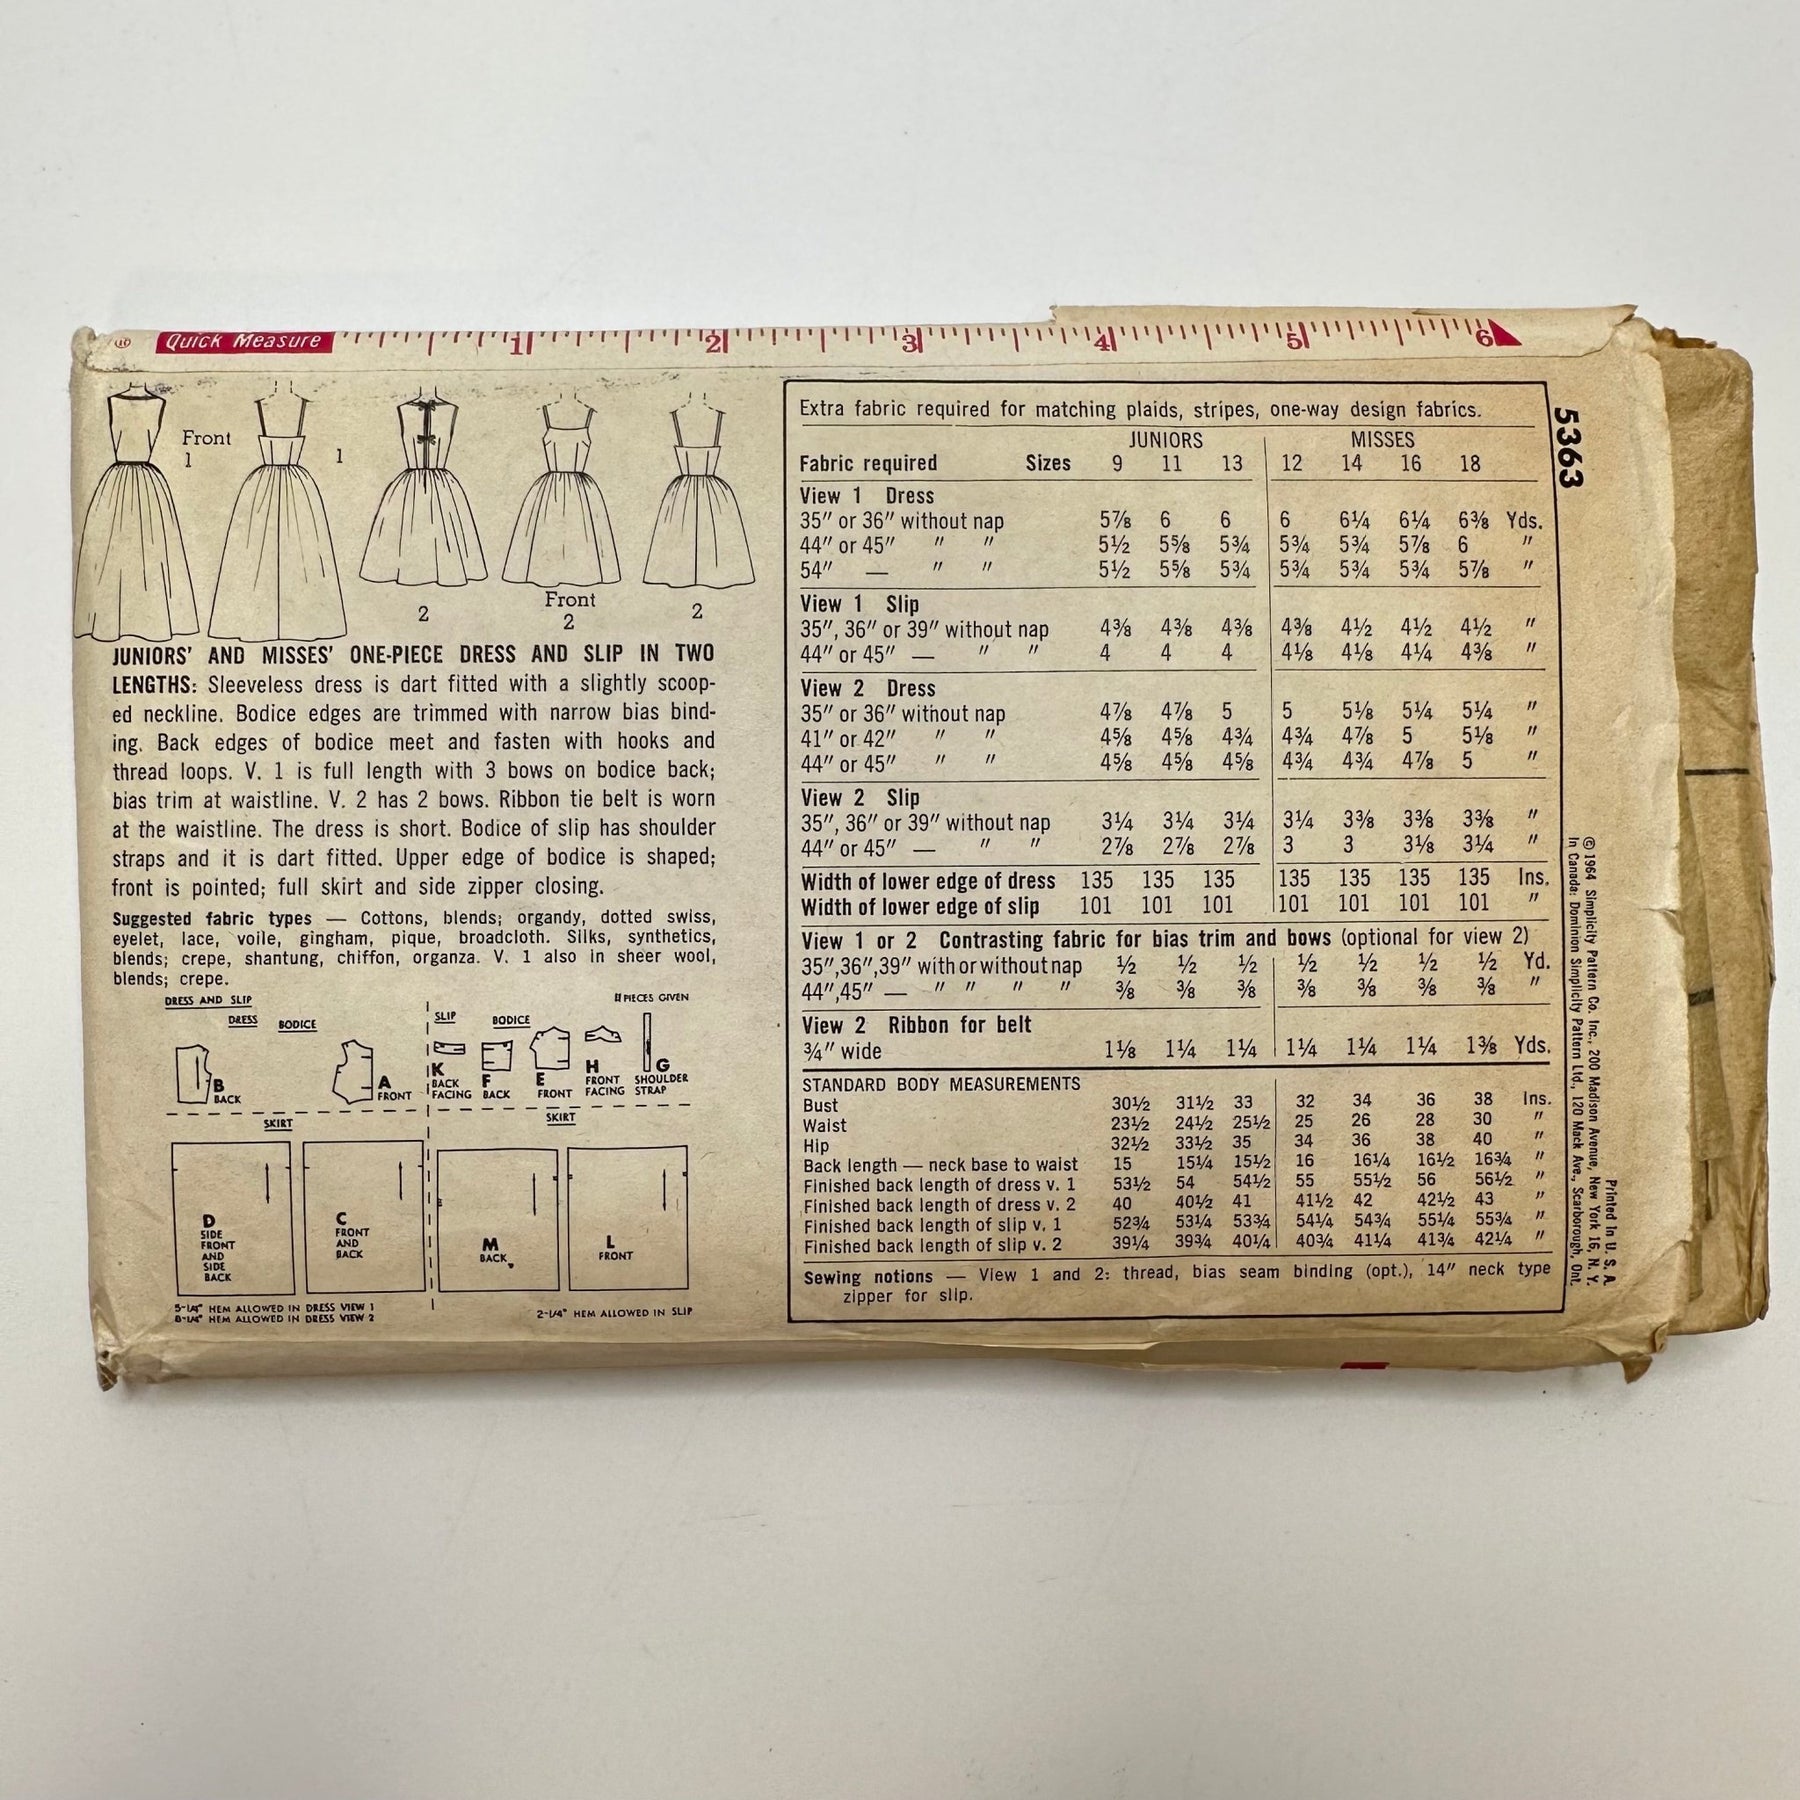 Quick Measure 1 2 3 4 5 6
Front
1
1
2
Front
2
2
JUNIORS' AND MISSES' ONE-PIECE DRESS AND SLIP IN TWO
LENGTHS: Sleeveless dress is dart fitted with a slightly scoop-
ed neckline. Bodice edges are trimmed with narrow bias bind-
ing. Back edges of bodice meet and fasten with hooks and
thread loops. V. 1 is full length with 3 bows on bodice back;
bias trim at waistline. V. 2 has 2 bows. Ribbon tie belt is worn
at the waistline. The dress is short. Bodice of slip has shoulder
straps and it is dart fitted. Upper edge of bodice is shaped;
front is pointed; full skirt and side zipper closing.
Suggested fabric types — Cottons, blends; organdy, dotted swiss,
eyelet, lace, voile, gingham, pique, broadcloth. Silks, synthetics,
blends; crepe, shantung, chiffon, organza. V. 1 also in sheer wool,
blends; crepe.
DRESS AND SLIP
11 PIECES GIVEN
DRESS BODICE
SLIP BODICE
B
BACK
A
FRONT
K
BACK
FACING
F
BACK
E
FRONT
H
FRONT
FACING
G
SHOULDER
STRAP
SKIRT
SKIRT
D
SIDE
FRONT
AND
SIDE
BACK
C
FRONT
AND
BACK
M
BACK
L
FRONT
5-1/4" HEM ALLOWED IN DRESS VIEW 1
8-1/4" HEM ALLOWED IN DRESS VIEW 2
2-1/4" HEM ALLOWED IN SLIP
Extra fabric required for matching plaids, stripes, one-way design fabrics.
JUNIORS MISSES
Fabric required Sizes 9 11 13 12 14 16 18
View 1 Dress
35" or 36" without nap 5⅞ 6 6 6 6¼ 6¼ 6⅜ Yds.
44" or 45" " " 5½ 5⅝ 5¾ 5¾ 5¾ 5⅞ 6 "
54" — " " 5½ 5⅝ 5¾ 5¾ 5¾ 5¾ 5⅞ "
View 1 Slip
35", 36" or 39" without nap 4⅜ 4⅜ 4⅜ 4⅜ 4½ 4½ 4½ "
44" or 45" — " " 4 4 4 4⅛ 4⅛ 4¼ 4⅜ "
View 2 Dress
35" or 36" without nap 4⅞ 4⅞ 5 5 5⅛ 5¼ 5¼ "
41" or 42" " " 4⅝ 4⅝ 4¾ 4¾ 4⅞ 5 5⅛ "
44" or 45" " " 4⅝ 4⅝ 4⅝ 4¾ 4¾ 4⅞ 5 "
View 2 Slip
35", 36" or 39" without nap 3¼ 3¼ 3¼ 3¼ 3⅜ 3⅜ 3⅜ "
44" or 45" — " " 2⅞ 2⅞ 2⅞ 3 3 3⅛ 3¼ "
Width of lower edge of dress 135 135 135 135 135 135 135 Ins.
Width of lower edge of slip 101 101 101 101 101 101 101 "
View 1 or 2 Contrasting fabric for bias trim and bows (optional for view 2)
35",36",39" with or without nap ½ ½ ½ ½ ½ ½ ½ Yd.
44",45" — " " " " ⅜ ⅜ ⅜ ⅜ ⅜ ⅜ ⅜ "
View 2 Ribbon for belt
¾" wide 1⅛ 1¼ 1¼ 1¼ 1¼ 1¼ 1⅜ Yds.
STANDARD BODY MEASUREMENTS
Bust 30½ 31½ 33 32 34 36 38 Ins.
Waist 23½ 24½ 25½ 25 26 28 30 "
Hip 32½ 33½ 35 34 36 38 40 "
Back length — neck base to waist 15 15¼ 15½ 16 16¼ 16½ 16¾ "
Finished back length of dress v. 1 53½ 54 54½ 55 55½ 56 56½ "
Finished back length of dress v. 2 40 40½ 41 41½ 42 42½ 43 "
Finished back length of slip v. 1 52¾ 53¼ 53¾ 54¼ 54¾ 55¼ 55¾ "
Finished back length of slip v. 2 39¼ 39¾ 40¼ 40¾ 41¼ 41¾ 42¼ "
Sewing notions — View 1 and 2: thread, bias seam binding (opt.), 14" neck type
zipper for slip.
5363
©1964 Simplicity Pattern Co. Inc., 200 Madison Avenue, New York 16, N. Y.
In Canada: Dominion Simplicity Pattern Ltd., 120 Mack Ave., Scarborough, Ont.
Printed in U. S. A.